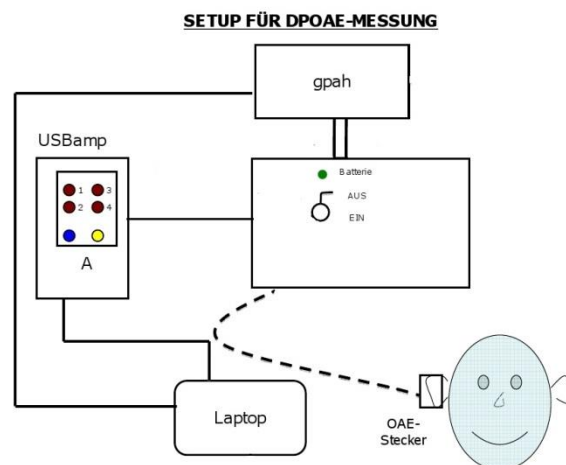 SETUP FÜR DPOAE-MESSUNG
gpah
USBamp
Batterie
1 3
AUS
2 4
EIN
A
Laptop
OAE-
Stecker